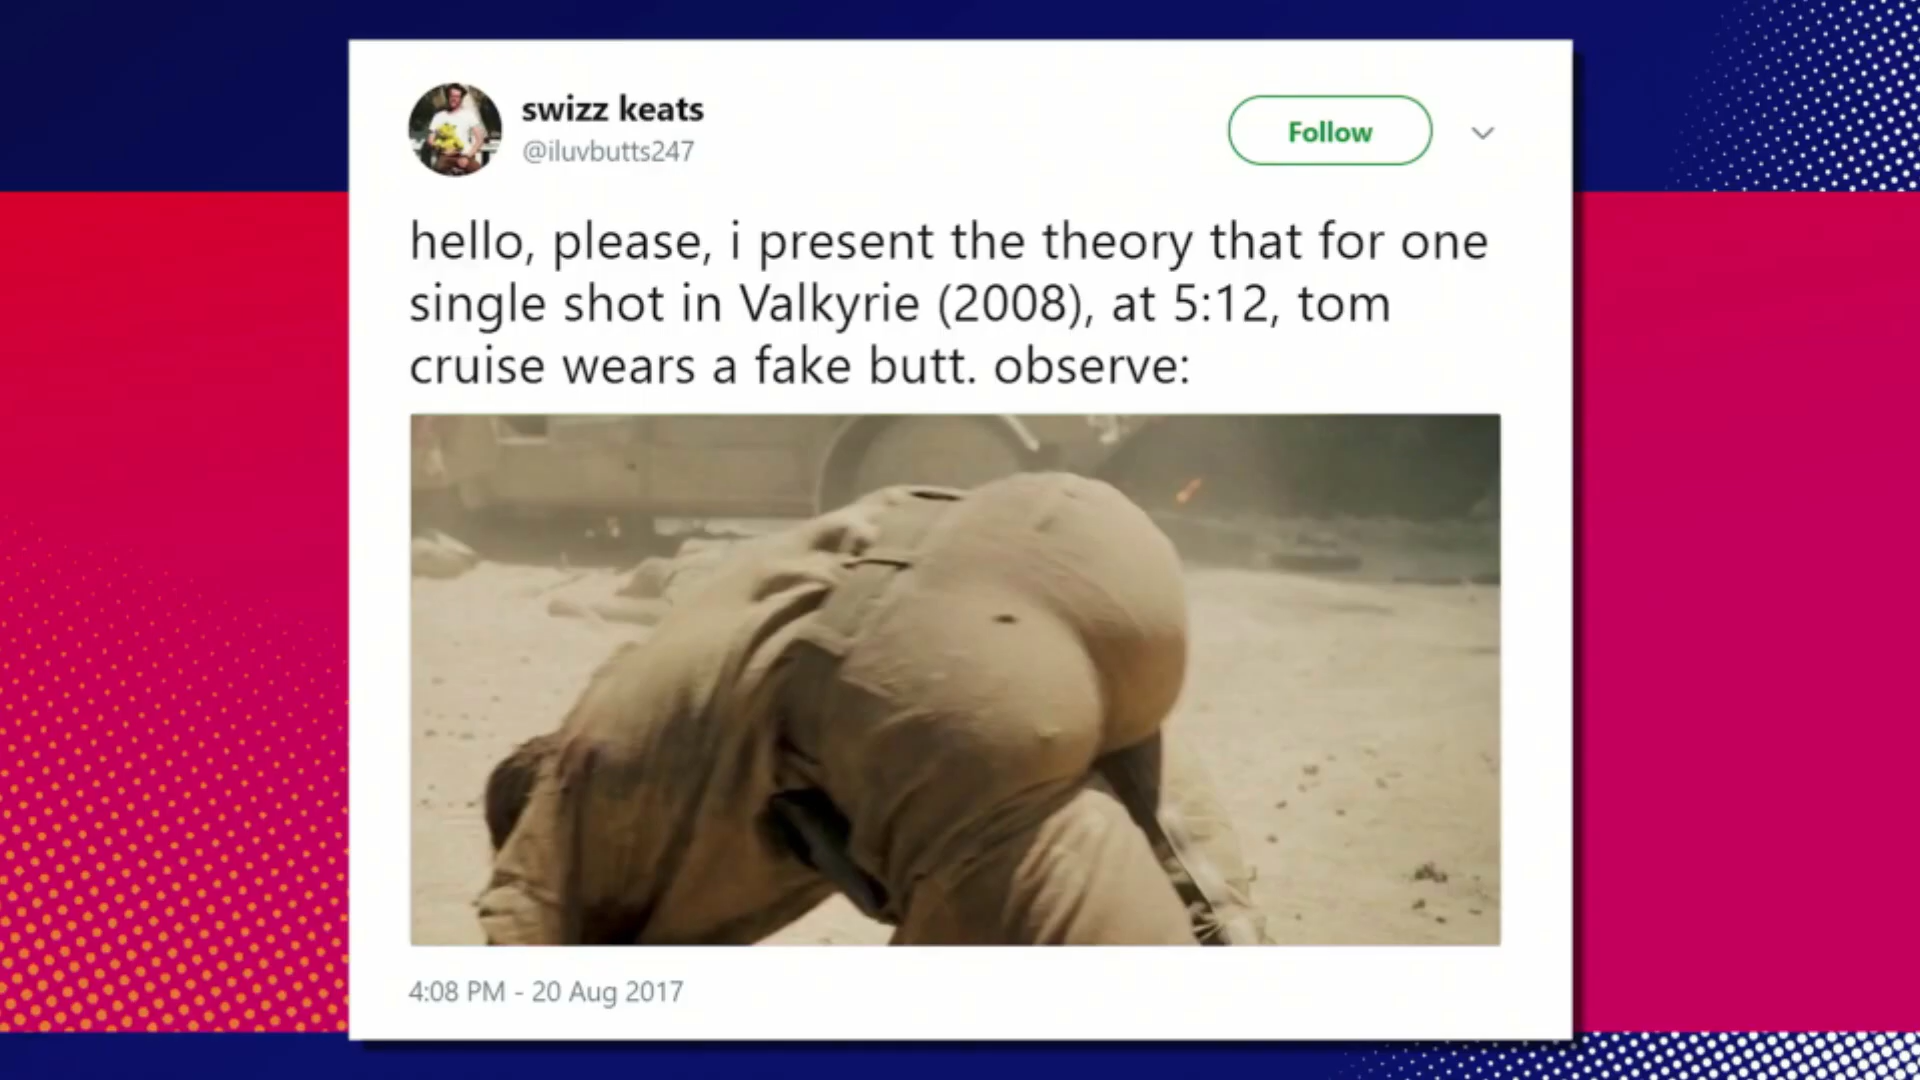 swizz keats
@iluvbutts247
Follow
hello, please, i present the theory that for one
single shot in Valkyrie (2008), at 5:12, tom
cruise wears a fake butt. observe:
4:08 PM - 20 Aug 2017